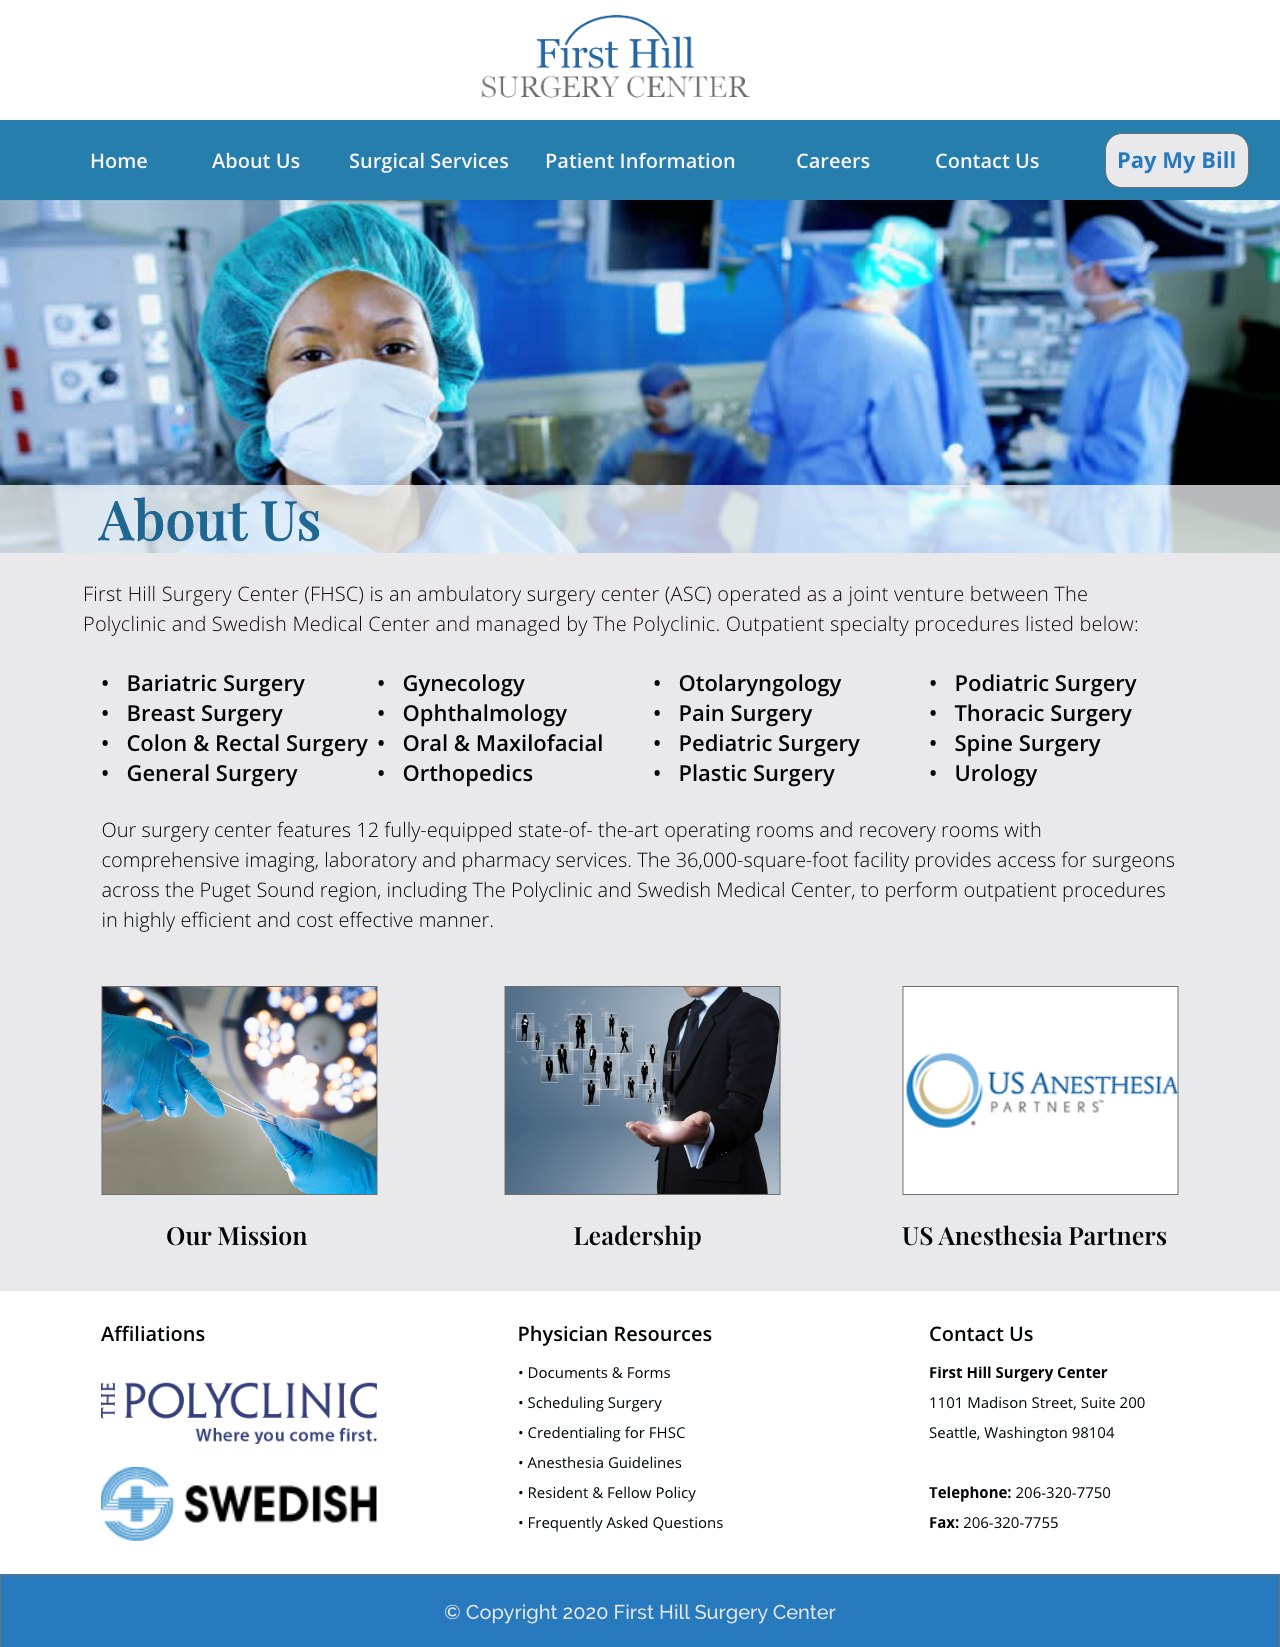 First Hill
SURGERY CENTER
Home About Us Surgical Services Patient Information Careers Contact Us Pay My Bill
About Us
First Hill Surgery Center (FHSC) is an ambulatory surgery center (ASC) operated as a joint venture between The
Polyclinic and Swedish Medical Center and managed by The Polyclinic. Outpatient specialty procedures listed below:
• Bariatric Surgery
• Breast Surgery
• Colon & Rectal Surgery
• General Surgery
• Gynecology
• Ophthalmology
• Oral & Maxilofacial
• Orthopedics
• Otolaryngology
• Pain Surgery
• Pediatric Surgery
• Plastic Surgery
• Podiatric Surgery
• Thoracic Surgery
• Spine Surgery
• Urology
Our surgery center features 12 fully-equipped state-of- the-art operating rooms and recovery rooms with
comprehensive imaging, laboratory and pharmacy services. The 36,000-square-foot facility provides access for surgeons
across the Puget Sound region, including The Polyclinic and Swedish Medical Center, to perform outpatient procedures
in highly efficient and cost effective manner.
US ANESTHESIA
PARTNERS™
Our Mission
Leadership
US Anesthesia Partners
Affiliations
THE POLYCLINIC
Where you come first.
SWEDISH
Physician Resources
• Documents & Forms
• Scheduling Surgery
• Credentialing for FHSC
• Anesthesia Guidelines
• Resident & Fellow Policy
• Frequently Asked Questions
Contact Us
First Hill Surgery Center
1101 Madison Street, Suite 200
Seattle, Washington 98104
Telephone: 206-320-7750
Fax: 206-320-7755
© Copyright 2020 First Hill Surgery Center